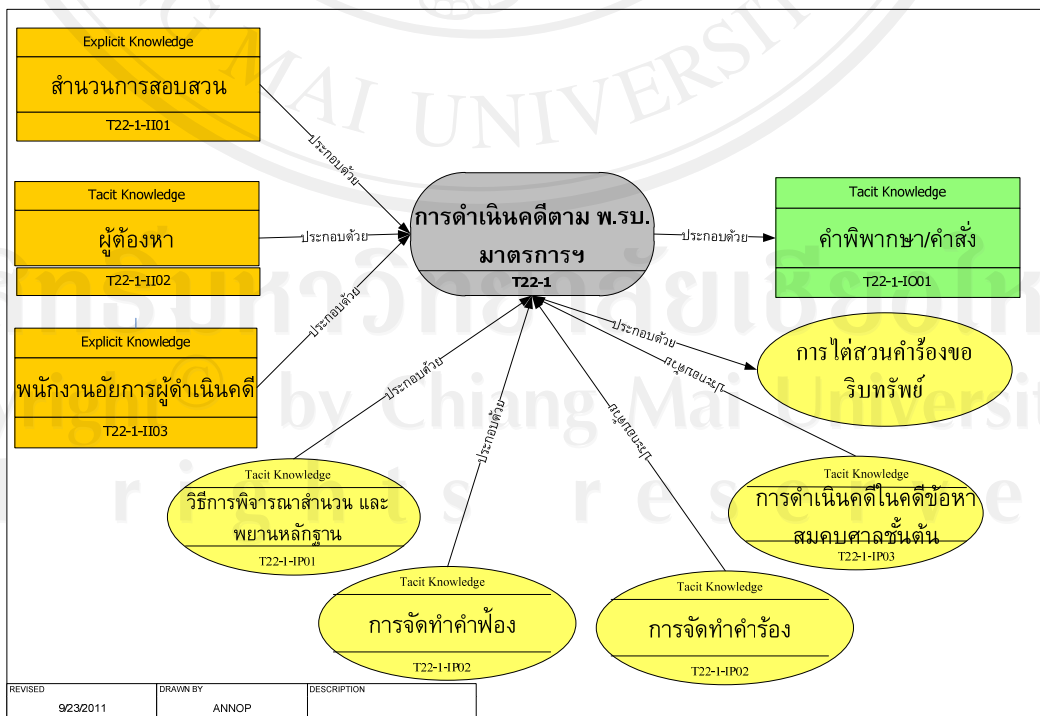 Explicit Knowledge
สำนวนการสอบสวน
T22-1-II01
Tacit Knowledge
ผู้ต้องหา
T22-1-II02
Explicit Knowledge
พนักงานอัยการผู้ดำเนินคดี
T22-1-II03
ประกอบด้วย
ประกอบด้วย
ประกอบด้วย
การดำเนินคดีตาม พ.รบ.
มาตรการฯ
T22-1
ประกอบด้วย
Tacit Knowledge
คำพิพากษา/คำสั่ง
T22-1-IO01
ประกอบด้วย
การไต่สวนคำร้องขอ
ริบทรัพย์
ประกอบด้วย
ประกอบด้วย
ประกอบด้วย
ประกอบด้วย
Tacit Knowledge
วิธีการพิจารณาสำนวน และ
พยานหลักฐาน
T22-1-IP01
Tacit Knowledge
การจัดทำคำฟ้อง
T22-1-IP02
Tacit Knowledge
การจัดทำคำร้อง
T22-1-IP02
Tacit Knowledge
การดำเนินคดีในคดีข้อหา
สมคบศาลชั้นต้น
T22-1-IP03
REVISED
9/23/2011
DRAWN BY
ANNOP
DESCRIPTION
MAI UNIVERSIT
by Chiang Mai Universit
rights reserve